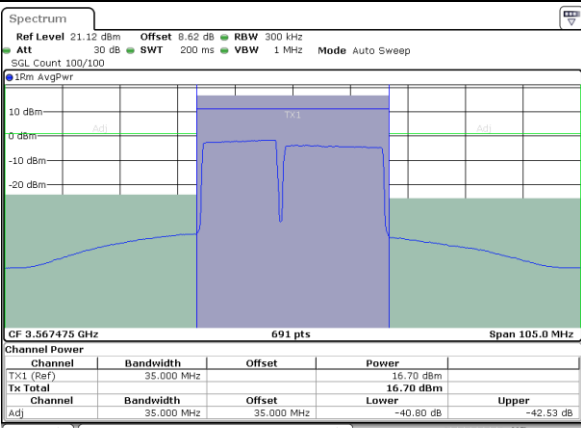 Spectrum
Ref Level 21.12 dBm Offset 8.62 dB RBW 300 kHz
Att 30 dB SWT 200 ms VBW 1 MHz Mode Auto Sweep
SGL Count 100/100
1Rm AvgPwr
10 dBm
TX1
Adj Adj
0 dBm
-10 dBm
-20 dBm
CF 3.567475 GHz 691 pts Span 105.0 MHz
Channel Power
Channel Bandwidth Offset Power
TX1 (Ref) 35.000 MHz 16.70 dBm
Tx Total 16.70 dBm
Channel Bandwidth Offset Lower Upper
Adj 35.000 MHz 35.000 MHz -40.80 dB -42.53 dB